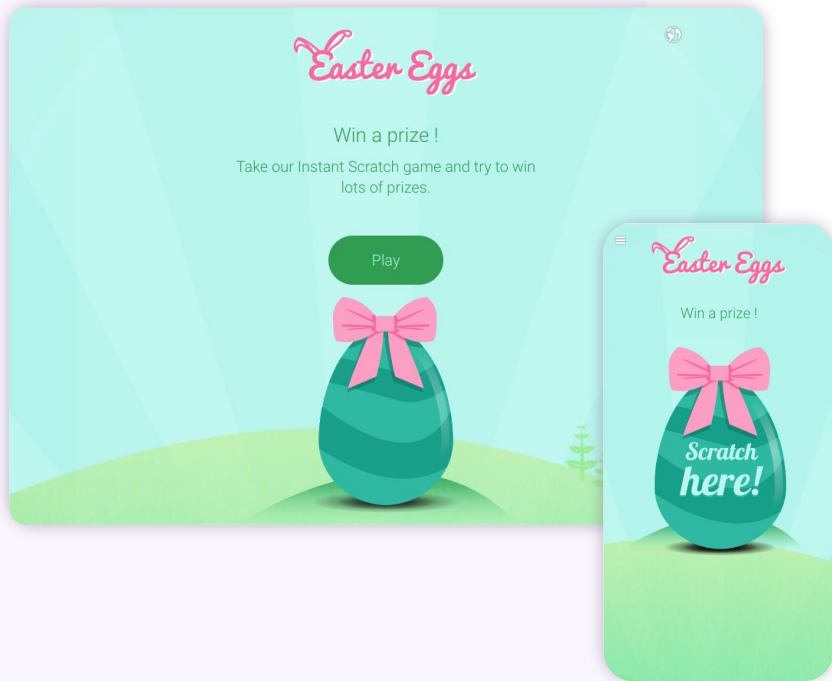 Easter Eggs
Win a prize !
Take our Instant Scratch game and try to win
lots of prizes.
Play
Easter Eggs
Win a prize !
Scratch
here!